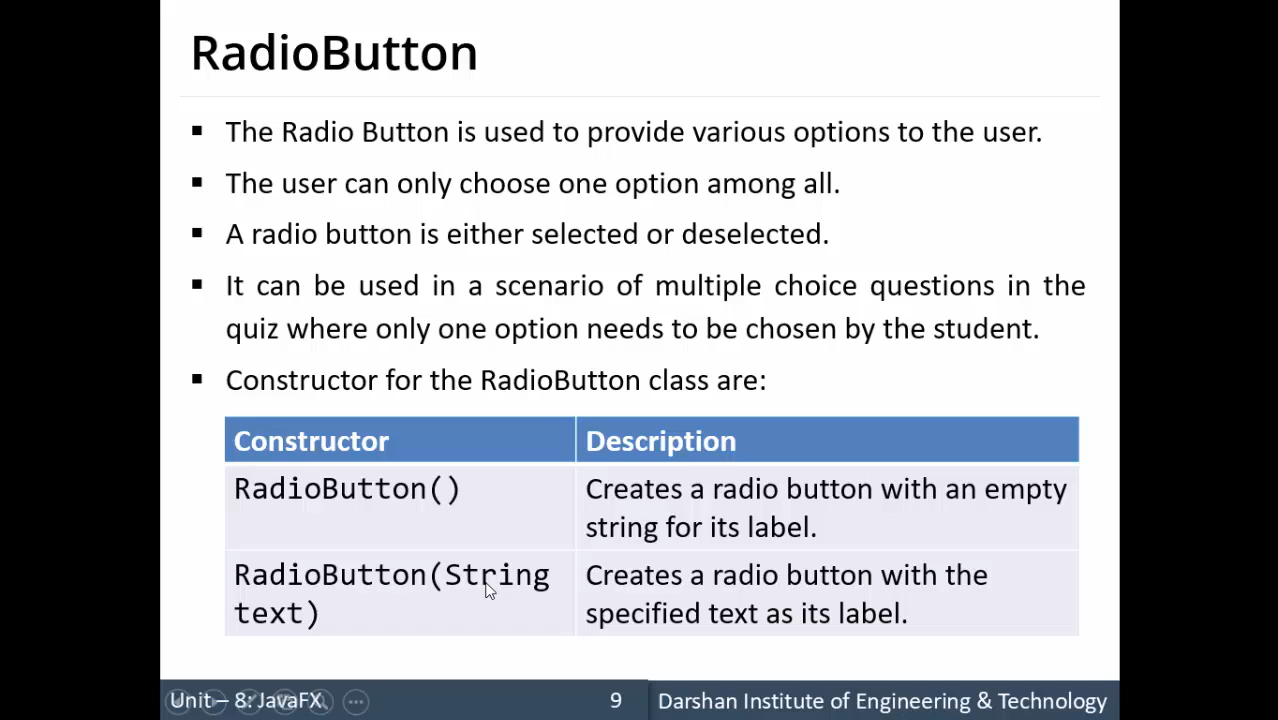 RadioButton
▪ The Radio Button is used to provide various options to the user.
▪ The user can only choose one option among all.
▪ A radio button is either selected or deselected.
▪ It can be used in a scenario of multiple choice questions in the
quiz where only one option needs to be chosen by the student.
▪ Constructor for the RadioButton class are:
Constructor Description
RadioButton() Creates a radio button with an empty
string for its label.
RadioButton(String Creates a radio button with the
text) specified text as its label.
Unit – 8: JavaFX 9 Darshan Institute of Engineering & Technology